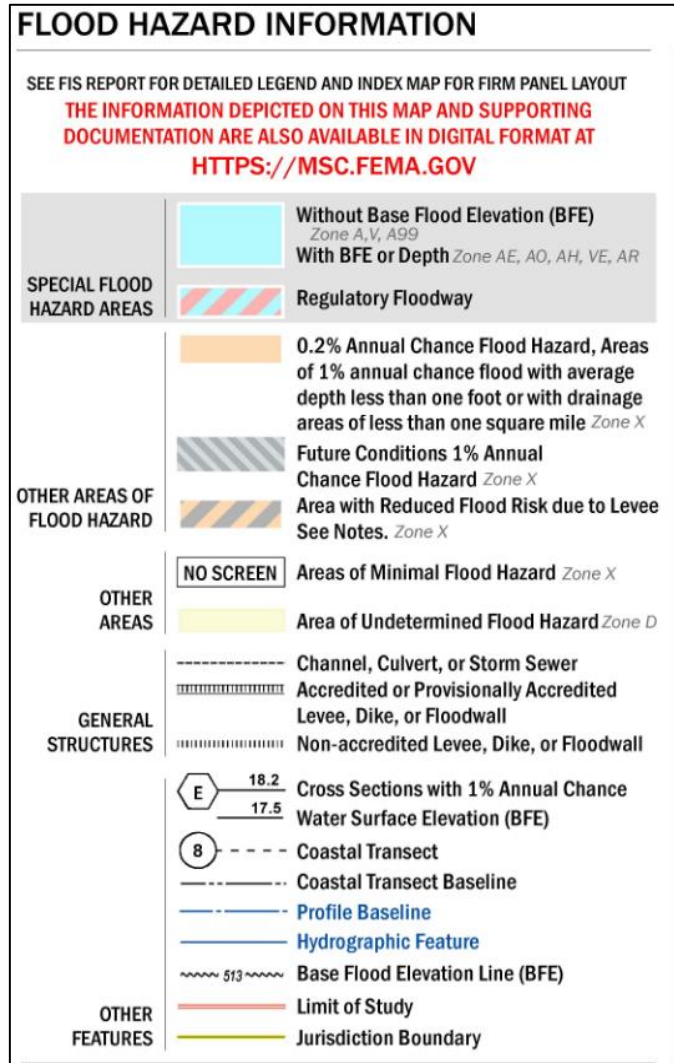 FLOOD HAZARD INFORMATION
SEE FIS REPORT FOR DETAILED LEGEND AND INDEX MAP FOR FIRM PANEL LAYOUT
THE INFORMATION DEPICTED ON THIS MAP AND SUPPORTING
DOCUMENTATION ARE ALSO AVAILABLE IN DIGITAL FORMAT AT
HTTPS://MSC.FEMA.GOV
SPECIAL FLOOD
HAZARD AREAS
Without Base Flood Elevation (BFE)
Zone A,V, A99
With BFE or Depth Zone AE, AO, AH, VE, AR
Regulatory Floodway
OTHER AREAS OF
FLOOD HAZARD
0.2% Annual Chance Flood Hazard, Areas
of 1% annual chance flood with average
depth less than one foot or with drainage
areas of less than one square mile Zone X
Future Conditions 1% Annual
Chance Flood Hazard Zone X
Area with Reduced Flood Risk due to Levee
See Notes. Zone X
OTHER
AREAS
NO SCREEN Areas of Minimal Flood Hazard Zone X
Area of Undetermined Flood Hazard Zone D
GENERAL
STRUCTURES
Channel, Culvert, or Storm Sewer
Accredited or Provisionally Accredited
Levee, Dike, or Floodwall
Non-accredited Levee, Dike, or Floodwall
OTHER
FEATURES
E 18.2 Cross Sections with 1% Annual Chance
17.5 Water Surface Elevation (BFE)
8 Coastal Transect
Coastal Transect Baseline
Profile Baseline
Hydrographic Feature
513 Base Flood Elevation Line (BFE)
Limit of Study
Jurisdiction Boundary